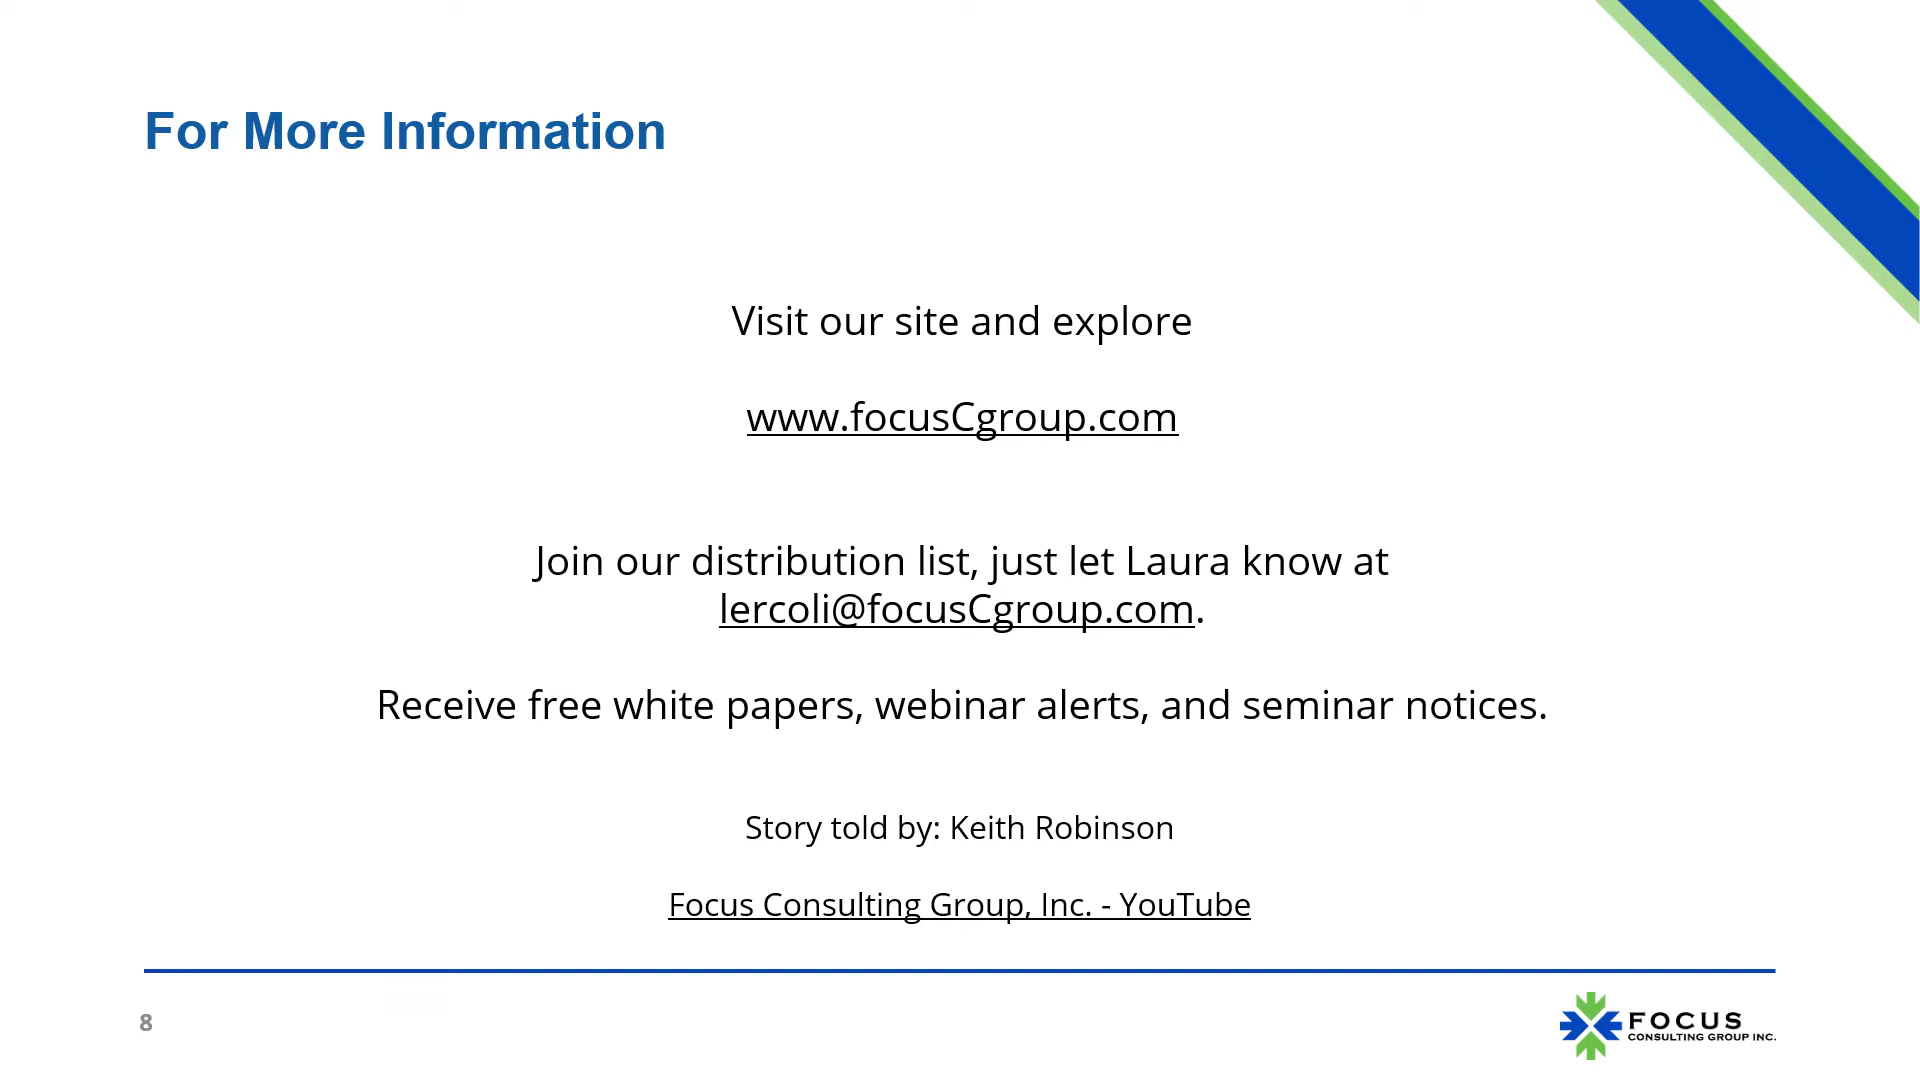 For More Information
Visit our site and explore
www.focusCgroup.com
Join our distribution list, just let Laura know at
lercoli@focusCgroup.com.
Receive free white papers, webinar alerts, and seminar notices.
Story told by: Keith Robinson
Focus Consulting Group, Inc. - YouTube
8
FOCUS
CONSULTING GROUP INC.